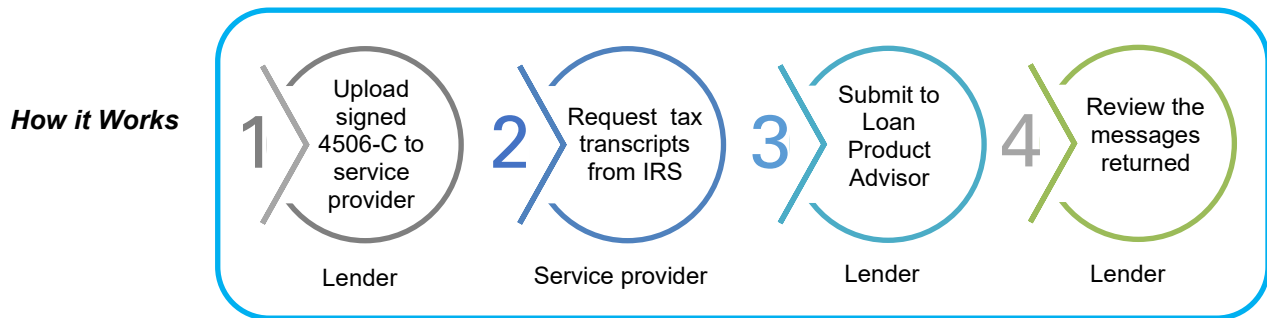 How it Works
1
Upload
signed
4506-C to
service
provider
Lender
2
Request tax
transcripts
from IRS
Service provider
3
Submit to
Loan
Product
Advisor
Lender
4
Review the
messages
returned
Lender